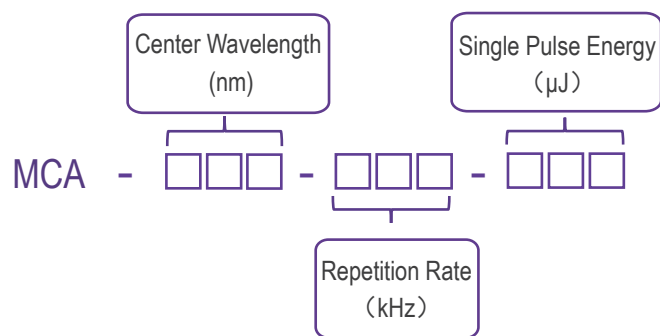 Center Wavelength
(nm)
Single Pulse Energy
（μJ）
MCA - □□□ - □□□ - □□□
Repetition Rate
（kHz）